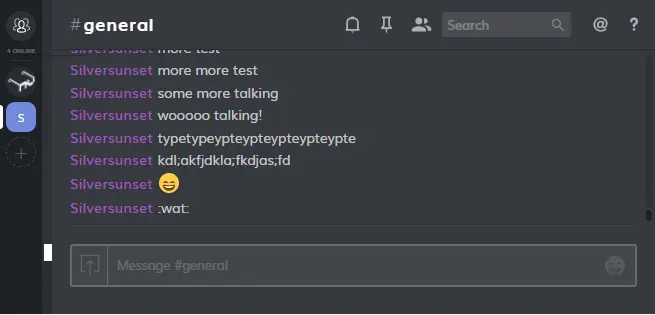 # general
Search
@
?
4 ONLINE
Silversunset more test
Silversunset more more test
Silversunset some more talking
Silversunset wooooo talking!
Silversunset typetypeypteypteypteypteypte
S
Silversunset kdl;akfjdkla;fkdjas;fd
+
Silversunset 😄
Silversunset :wat:
Message #general